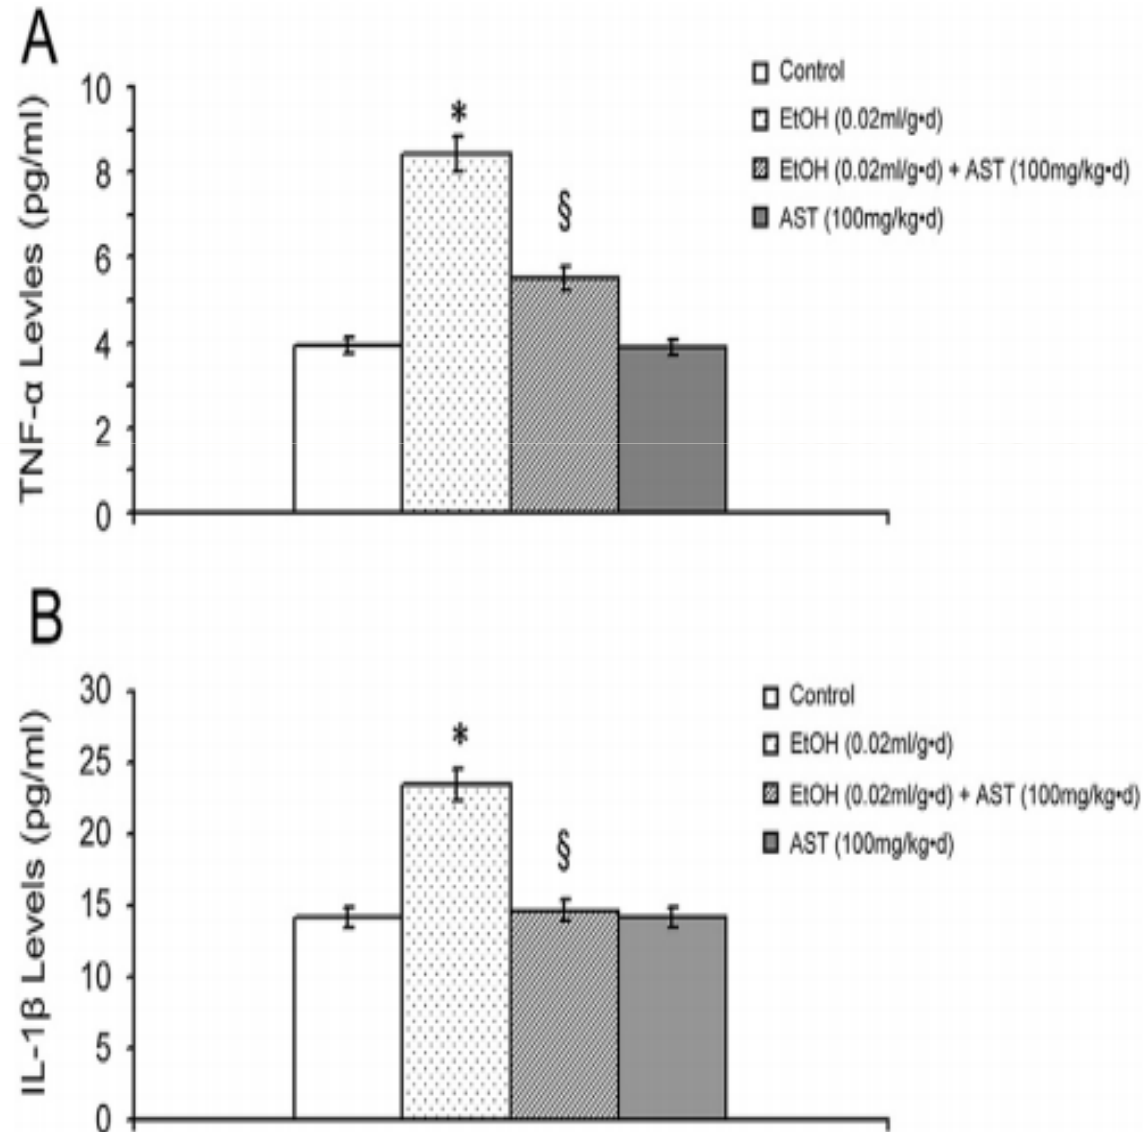 A
TNF-α Levles (pg/ml)
10
8
6
4
2
0
*
§
Control
EtOH (0.02ml/g•d)
EtOH (0.02ml/g•d) + AST (100mg/kg•d)
AST (100mg/kg•d)
B
IL-1β Levels (pg/ml)
30
25
20
15
10
5
0
*
§
Control
EtOH (0.02ml/g•d)
EtOH (0.02ml/g•d) + AST (100mg/kg•d)
AST (100mg/kg•d)